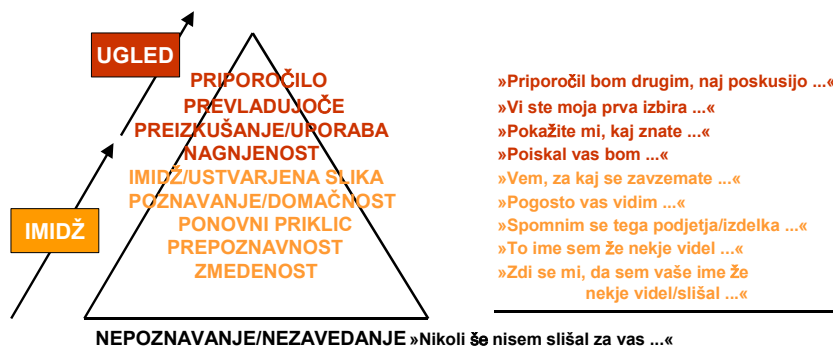 UGLED
PRIPOROČILO »Priporočil bom drugim, naj poskusijo ...«
PREVLADUJOČE »Vi ste moja prva izbira ...«
PREIZKUŠANJE/UPORABA »Pokažite mi, kaj znate ...«
NAGNJENOST »Poiskal vas bom ...«
IMIDŽ/USTVARJENA SLIKA »Vem, za kaj se zavzemate ...«
POZNAVANJE/DOMAČNOST »Pogosto vas vidim ...«
IMIDŽ
PONOVNI PRIKLIC »Spomnim se tega podjetja/izdelka ...«
PREPOZNAVNOST »To ime sem že nekje videl ...«
ZMEDENOST »Zdi se mi, da sem vaše ime že
nekje videl/slišal ...«
NEPOZNAVANJE/NEZAVEDANJE »Nikoli še nisem slišal za vas ...«